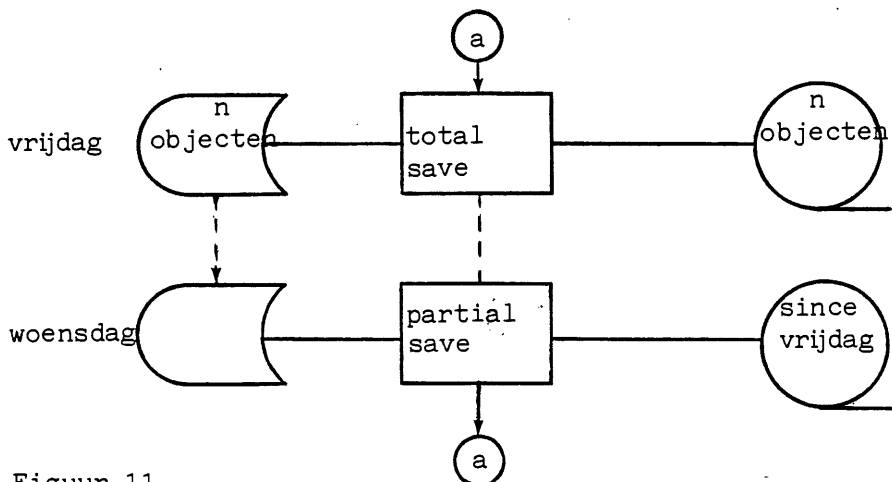 a
n
objecten
vrijdag
total
save
n
objecten
woensdag
partial
save
since
vrijdag
a
Figuur 11